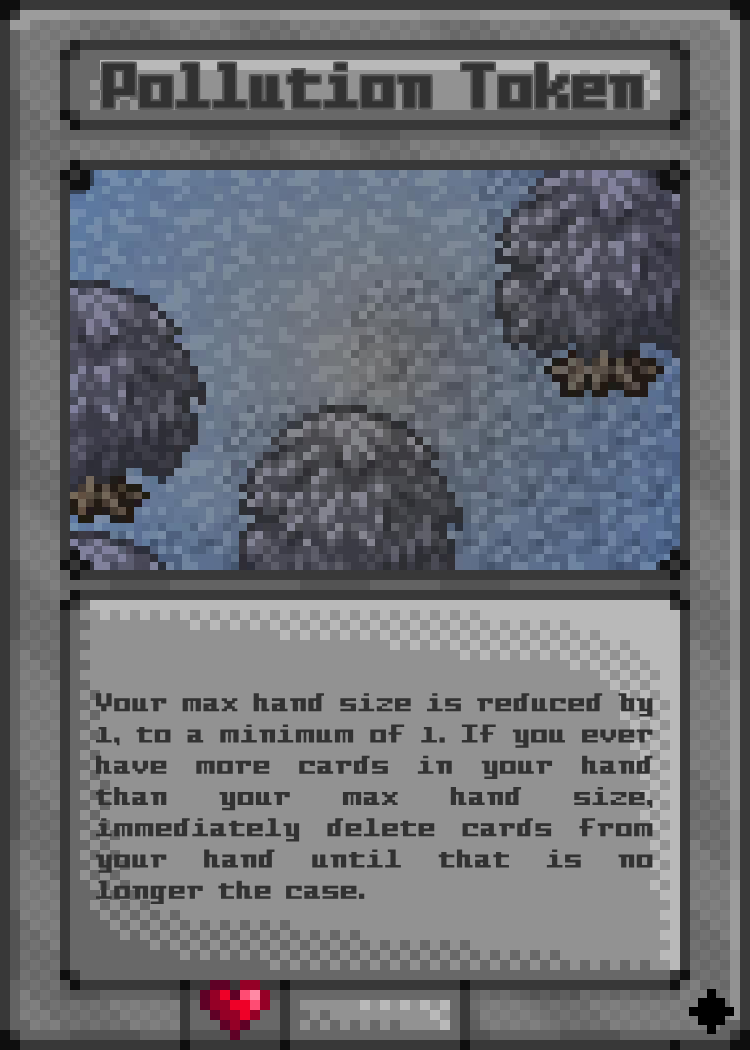 Pollution Token
Your max hand size is reduced by
1, to a minimum of 1. If you ever
have more cards in your hand
than your max hand size,
immediately delete cards from
your hand until that is no
longer the case.